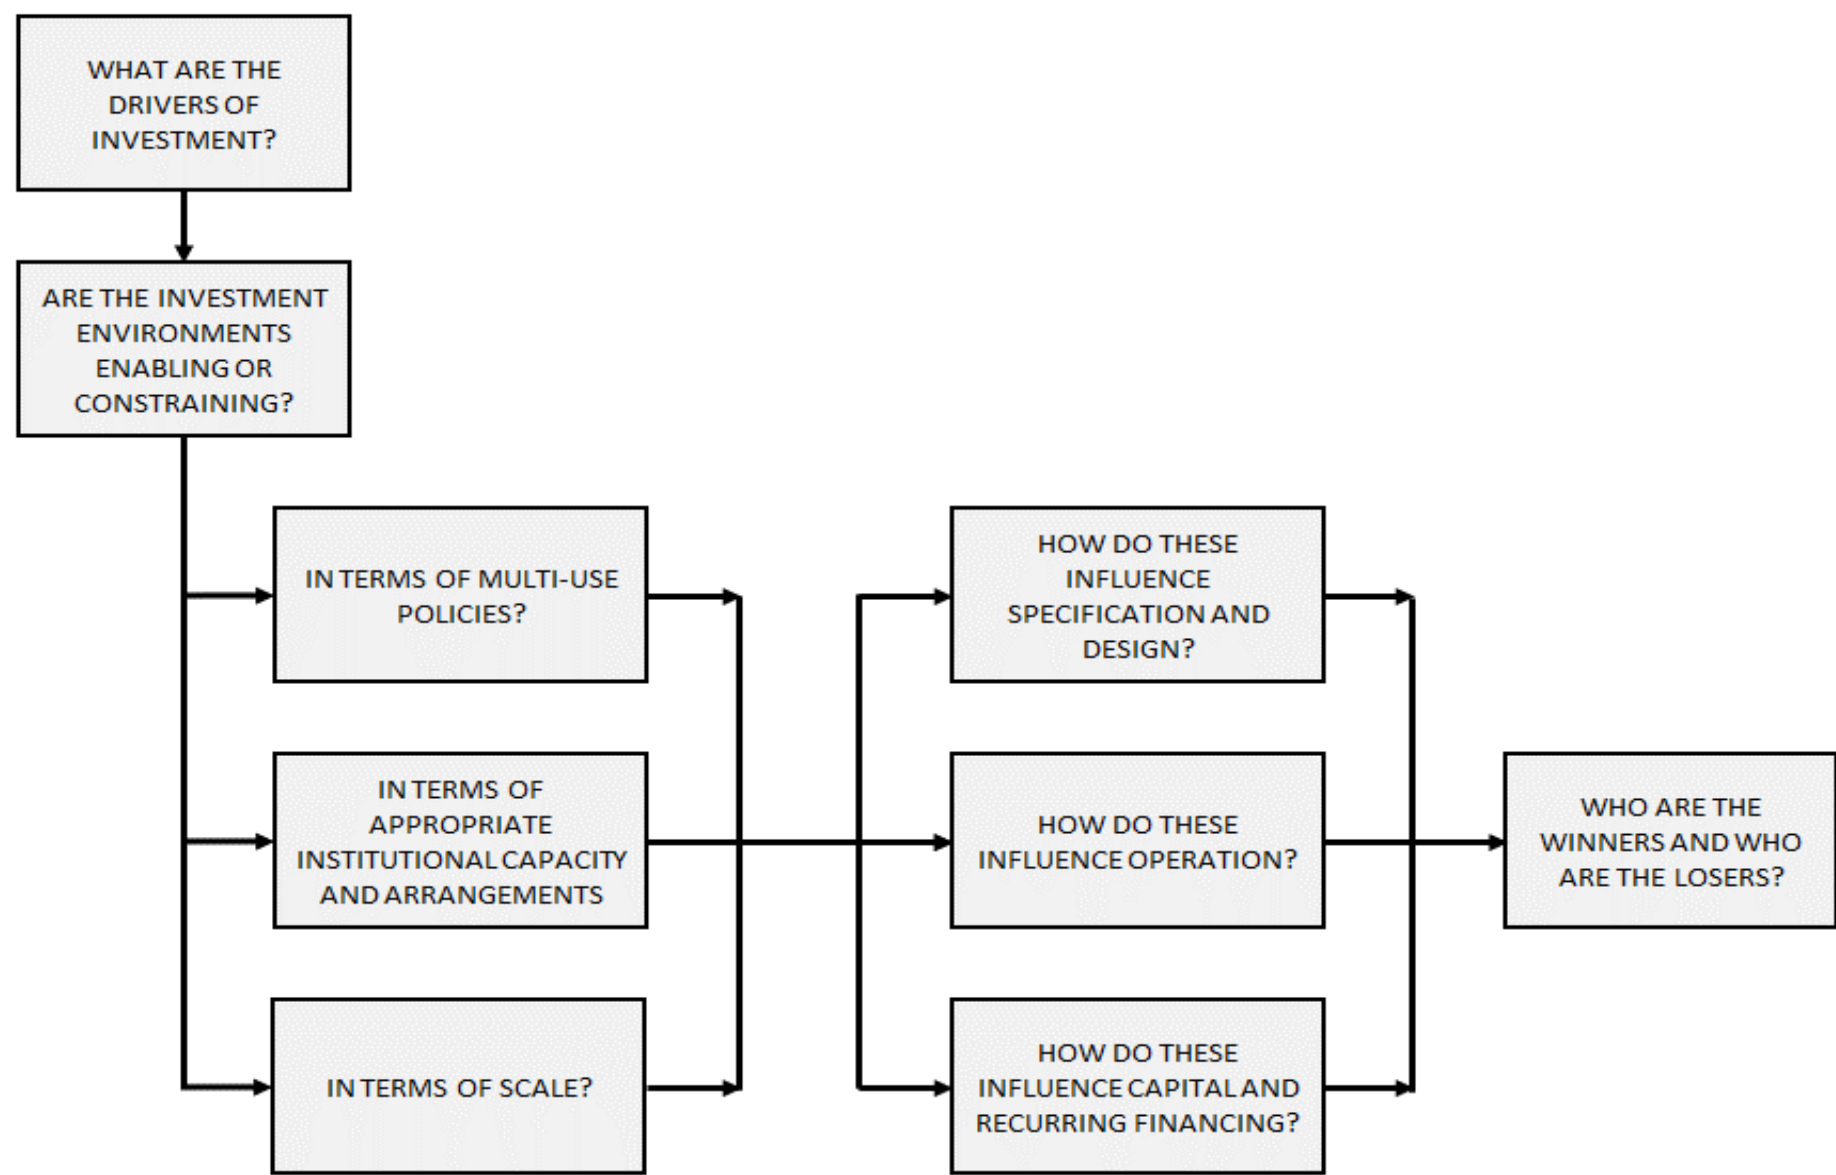 WHAT ARE THE
DRIVERS OF
INVESTMENT?
ARE THE INVESTMENT
ENVIRONMENTS
ENABLING OR
CONSTRAINING?
IN TERMS OF MULTI-USE
POLICIES?
IN TERMS OF
APPROPRIATE
INSTITUTIONAL CAPACITY
AND ARRANGEMENTS
IN TERMS OF SCALE?
HOW DO THESE
INFLUENCE
SPECIFICATION AND
DESIGN?
HOW DO THESE
INFLUENCE OPERATION?
HOW DO THESE
INFLUENCE CAPITAL AND
RECURRING FINANCING?
WHO ARE THE
WINNERS AND WHO
ARE THE LOSERS?